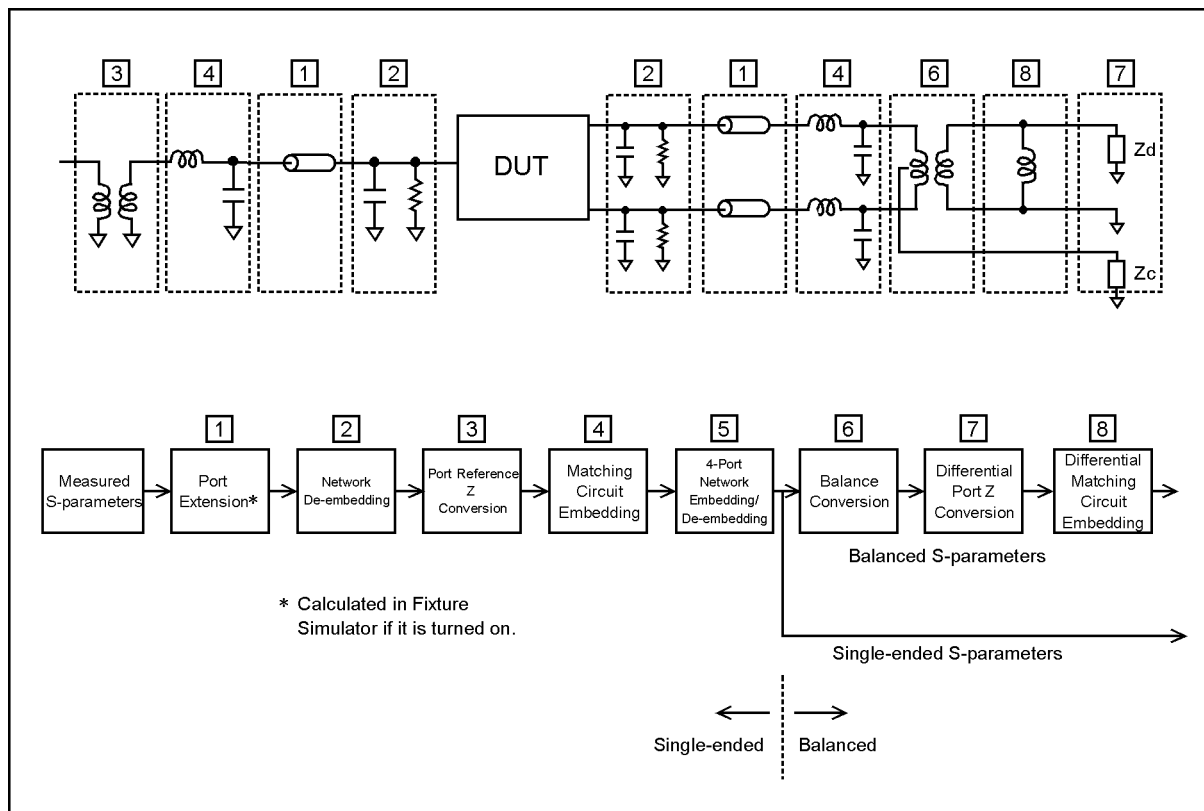 3 4 1 2 2 1 4 6 8 7
DUT
Zd
Zc
1 2 3 4 5 6 7 8
Measured
S-parameters
Port
Extension*
Network
De-embedding
Port Reference
Z
Conversion
Matching
Circuit
Embedding
4-Port
Network
Embedding/
De-embedding
Balance
Conversion
Differential
Port Z
Conversion
Differential
Matching
Circuit
Embedding
Balanced S-parameters
* Calculated in Fixture
Simulator if it is turned on.
Single-ended S-parameters
Single-ended
Balanced